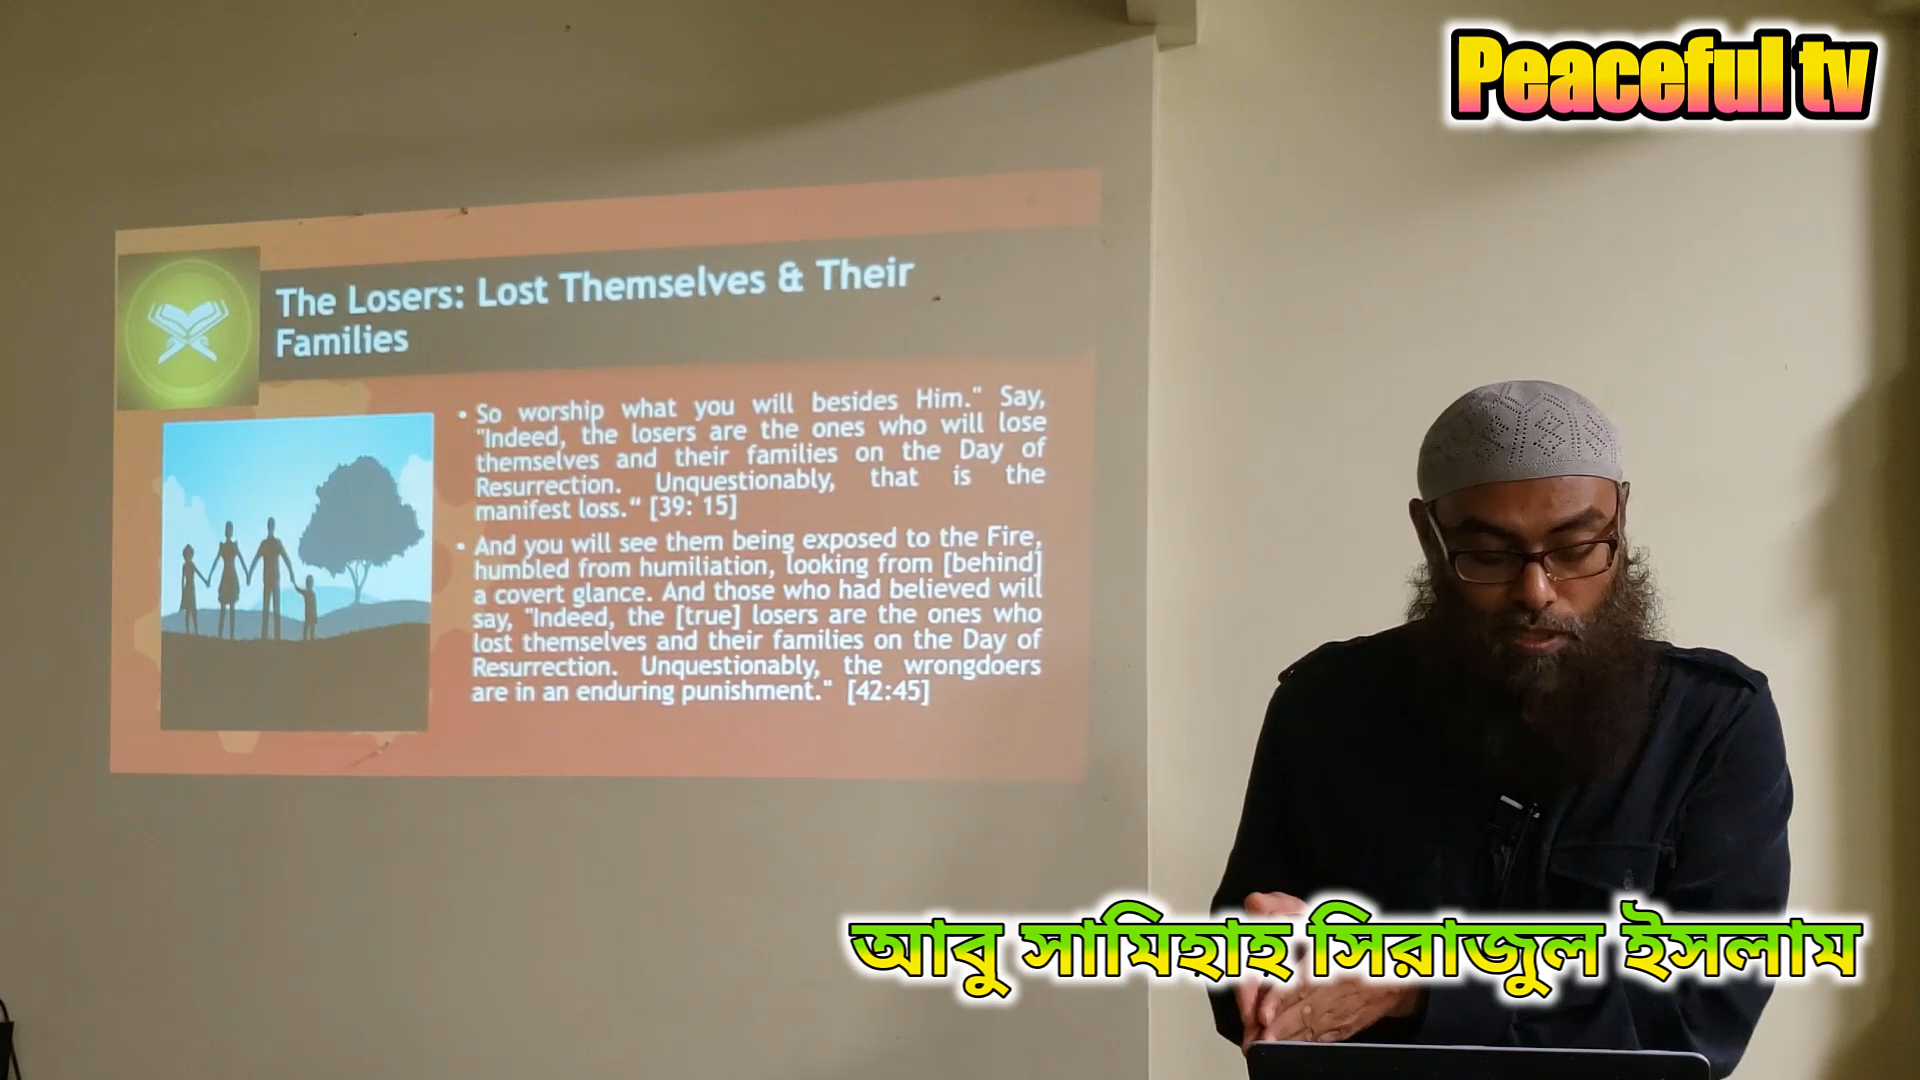 Peaceful tv
The Losers: Lost Themselves & Their
Families
• So worship what you will besides Him." Say,
"Indeed, the losers are the ones who will lose
themselves and their families on the Day of
Resurrection. Unquestionably, that is the
manifest loss.“ [39: 15]
• And you will see them being exposed to the Fire,
humbled from humiliation, looking from [behind]
a covert glance. And those who had believed will
say, "Indeed, the [true] losers are the ones who
lost themselves and their families on the Day of
Resurrection. Unquestionably, the wrongdoers
are in an enduring punishment." [42:45]
আবু সামিহাহ সিরাজুল ইসলাম